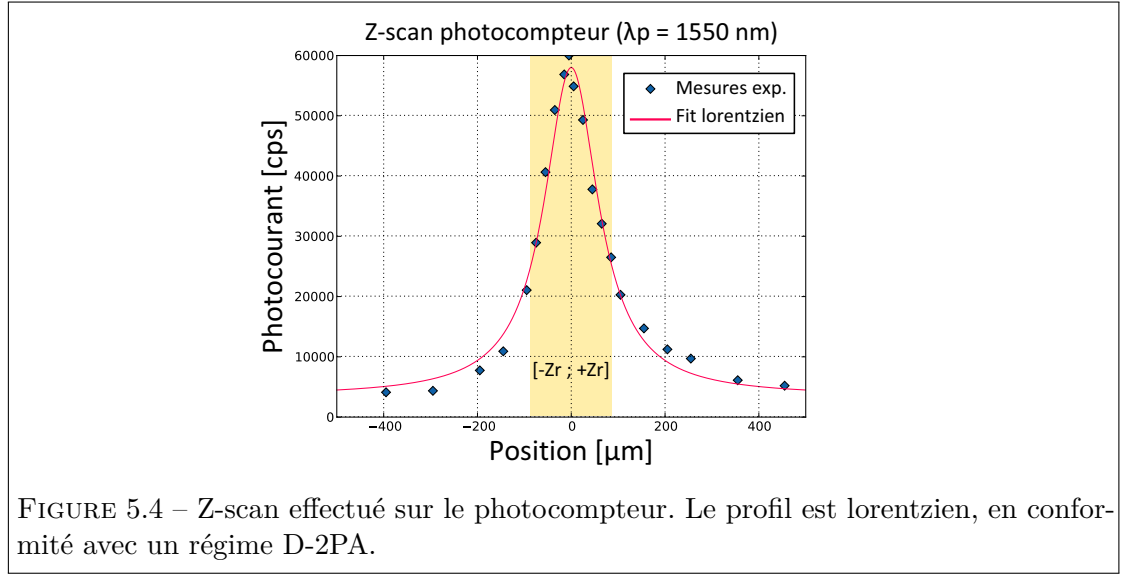 Z-scan photocompteur (λp = 1550 nm)
60000
50000
40000
30000
20000
10000
0
Photocourant [cps]
Mesures exp.
Fit lorentzien
[-Zr ; +Zr]
−400 −200 0 200 400
Position [µm]
FIGURE 5.4 – Z-scan effectué sur le photocompteur. Le profil est lorentzien, en confor-
mité avec un régime D-2PA.